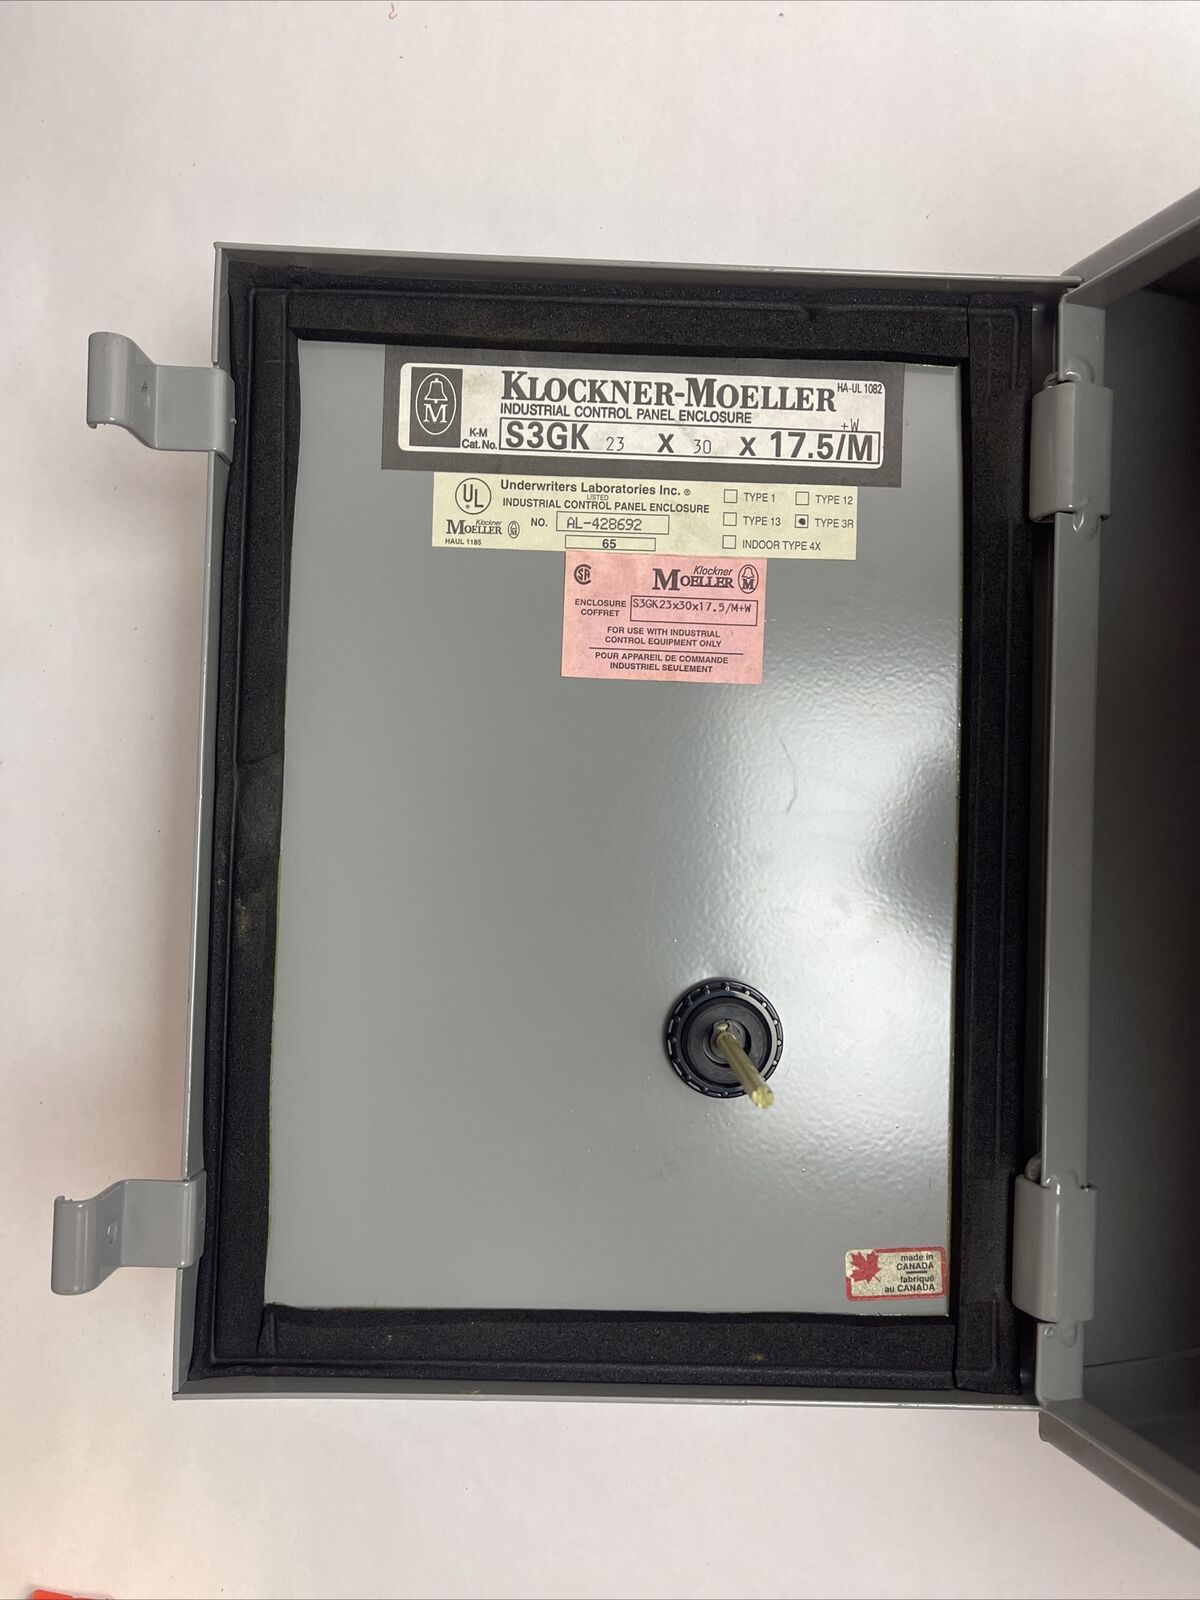 KLOCKNER-MOELLER HA-UL 1082
M
INDUSTRIAL CONTROL PANEL ENCLOSURE
+W
K-M Cat. No. S3GK 23 X 30 X 17.5/M
UL Underwriters Laboratories Inc. ®
LISTED
INDUSTRIAL CONTROL PANEL ENCLOSURE
Klockner MOELLER M NO. AL-428692
HAUL 1185 65
TYPE 1 TYPE 12
TYPE 13 TYPE 3R
INDOOR TYPE 4X
Klockner
MOELLER M
ENCLOSURE COFFRET S3GK23x30x17.5/M+W
FOR USE WITH INDUSTRIAL
CONTROL EQUIPMENT ONLY
POUR APPAREIL DE COMMANDE
INDUSTRIEL SEULEMENT
made in
CANADA
fabriqué
au CANADA